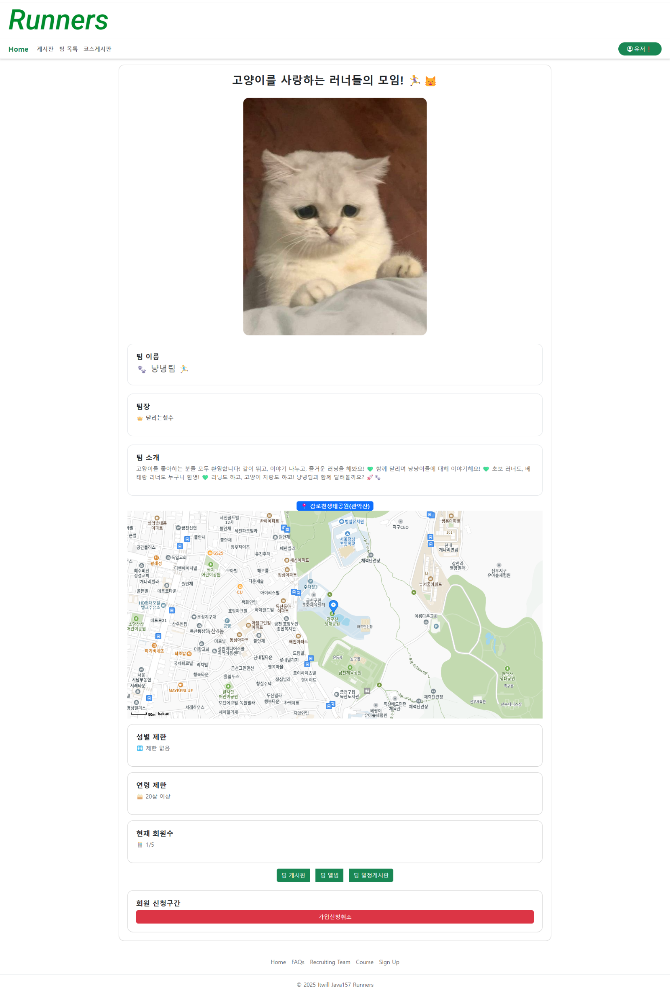 Runners
Home 게시판 팀 목록 코스게시판
유저❗
고양이를 사랑하는 러너들의 모임! 🏃‍♀️ 😺
팀 이름
🐾 냥녕팀 🏃
팀장
👑 달리는철수
팀 소개
고양이를 좋아하는 분들 모두 환영합니다! 같이 뛰고, 이야기 나누고, 즐거운 러닝을 해봐요! 💚 함께 달리며 냥냥이들에 대해 이야기해요! 💚 초보 러너도, 베
테랑 러너도 누구나 환영! 💚 러닝도 하고, 고양이 자랑도 하고! 냥녕팀과 함께 달려볼까요? 🚀 🐾
📍 감로천생태공원(관악산)
세진골드빌
12차
한아아파트
병설유치원
지구CEO
쌍용아파트
설악솔내음
아파트
금천신협
뜰안채
세진파크빌라
큰별
뜰안채
뜰안채
뜰안채
서울정심
초등학교
101
공간플러스
정우하이츠
에덴빌라
현대
개나리연립
GS25
유진주택
독일교회
왕래성
세심아파트
체력단련장
삼천리
열망빌라
예수비전
성결교회
디앤에이치빌
쌈지
어린이공원
모아빌
해오름
정심아파트
선우지구
유아숲체험원
나
개나리빌라
뜰안채
타운캐슬
주차장3
뉴서울아파트
골든빌
메트로타운
CU
아이리스빌
금천구민
문화체육센터
HD현대오일
뱅크주유소
목화연립
호암파크빌
하이랜드빌
독산동아
아파트
감로천
생태공원
아름다운교회
소망상상
어린이공원
메트로21
문성지구대
삼우연립
공영
아셈그린힐
아파트
금천 호암노인
종합복지관
배드민턴장
독산4동
미르빌
동심아파트
뜰안채
해찬아파트
파리바게뜨
더함교회
성원미디어스쿨
지역아동센터
탁초밥
현대힐타운
드림빌
롯데빌리지
운동장
농구장
국제쉐르빌
리치빌
금천그린맨션
행복마을
금천체육공원
서울
서남부농협
행복타운
올림푸스
로이하이츠빌
정심빌라
힐사이드
관악산
생태공원
서래타운
MAYBEBLUE
청실주택
족구장
한사랑
어린이공원
두산빌라
금천구립
독산도서관
체력단련장
명성팰리스
서래하우스
모던에코빌
녹원빌라
행복타운
한백아트
독산배드민턴
체육관
체력단련장
선우체육관
선우테니스장
제이펠리체
지일연립
베짱이
유아숲체험원
50m kakao
성별 제한
🚻 제한 없음
연령 제한
🎂 20살 이상
현재 회원수
👫 1/5
팀 게시판 팀 앨범 팀 일정게시판
회원 신청구간
가입신청취소
Home FAQs Recruiting Team Course Sign Up
© 2025 Itwill Java157 Runners